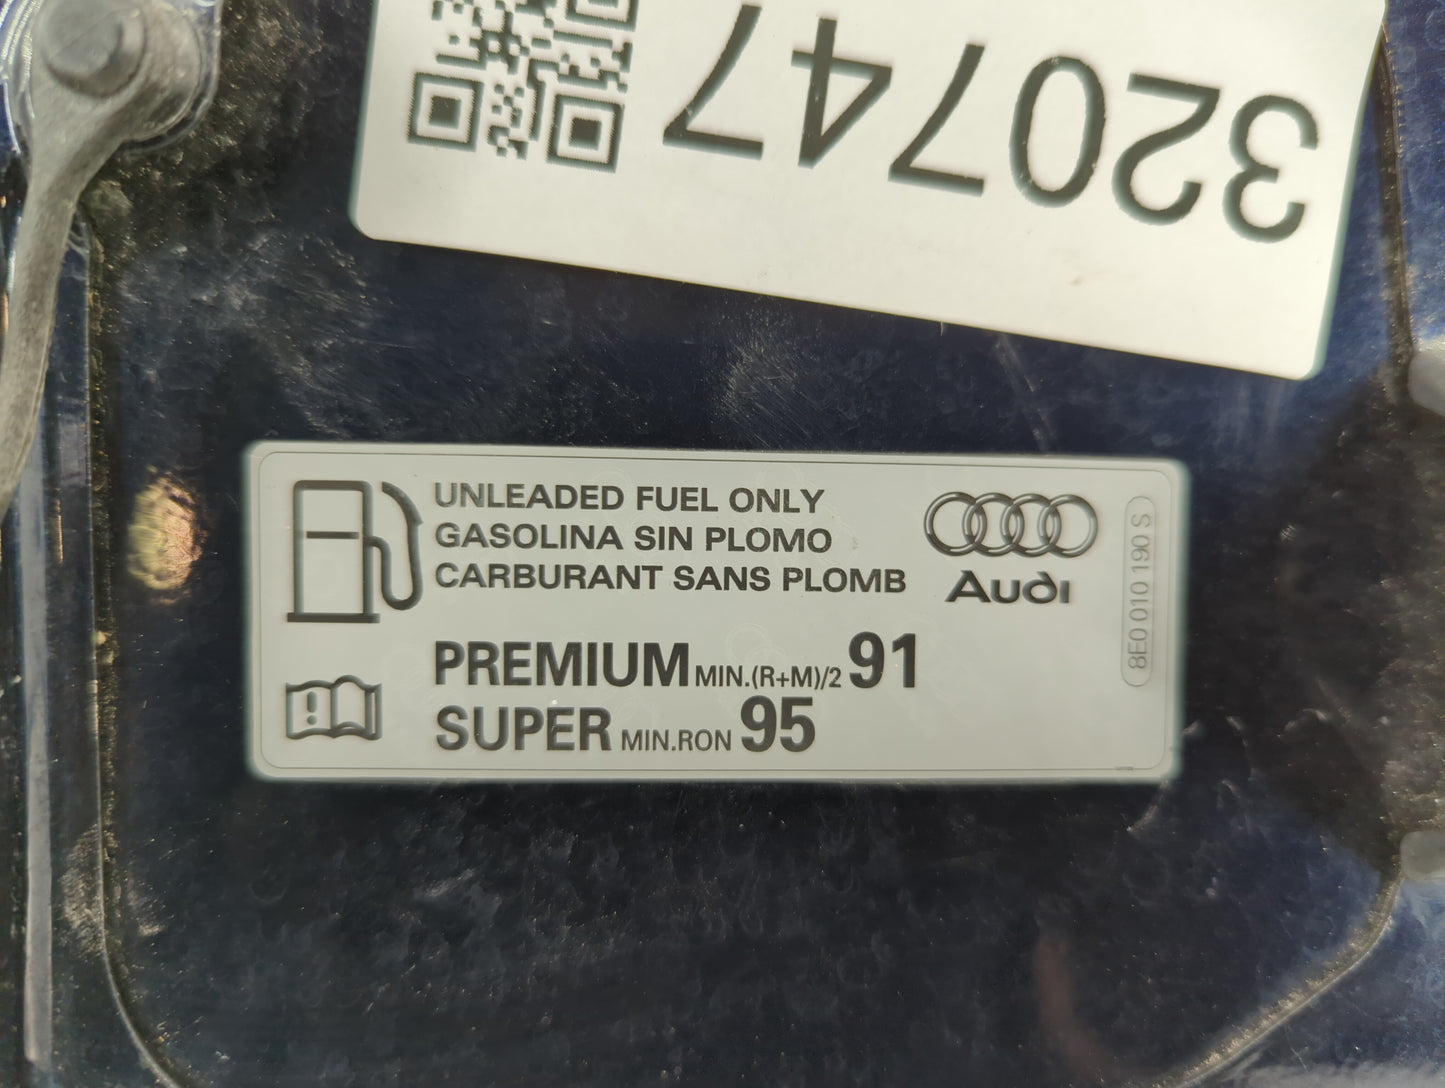 320747
UNLEADED FUEL ONLY
GASOLINA SIN PLOMO
CARBURANT SANS PLOMB
Audi
8E0 010 190 S
PREMIUM MIN.(R+M)/2 91
SUPER MIN.RON 95